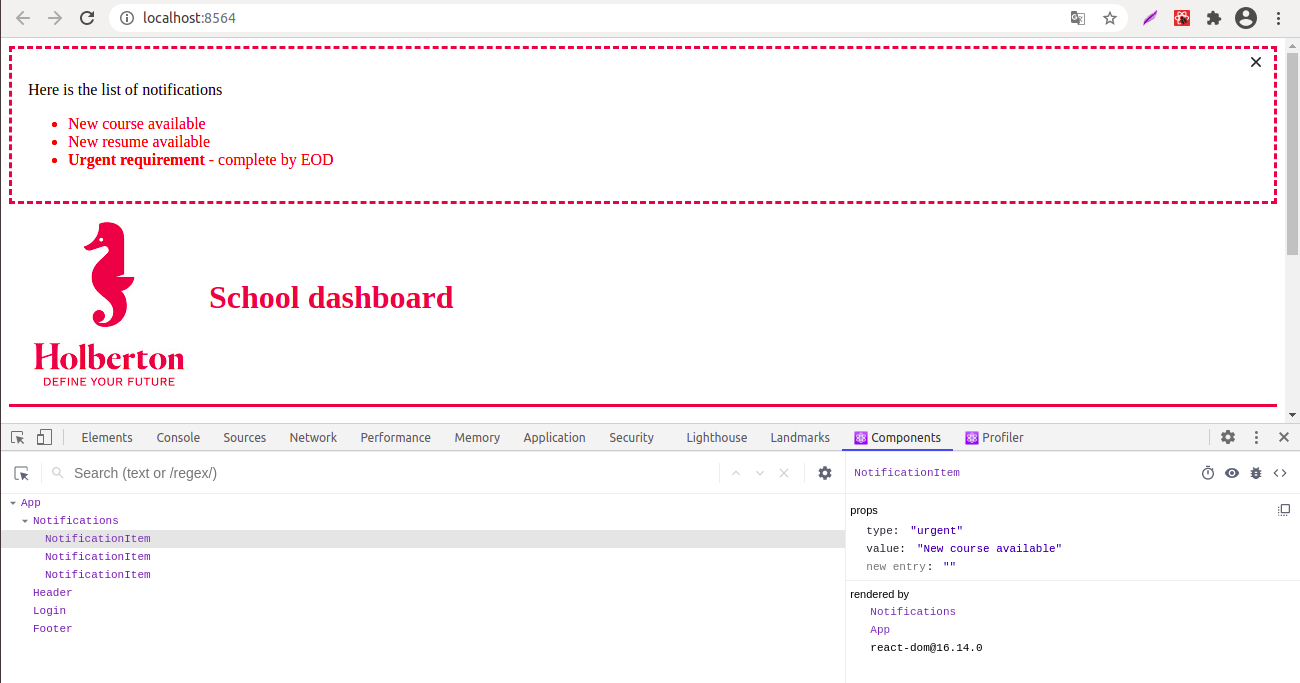 localhost:8564
Here is the list of notifications
New course available
New resume available
Urgent requirement - complete by EOD
School dashboard
Holberton
DEFINE YOUR FUTURE
Elements Console Sources Network Performance Memory Application Security Lighthouse Landmarks Components Profiler
Search (text or /regex/)
App
Notifications
NotificationItem
NotificationItem
NotificationItem
Header
Login
Footer
NotificationItem
props
type: "urgent"
value: "New course available"
new entry: ""
rendered by
Notifications
App
react-dom@16.14.0